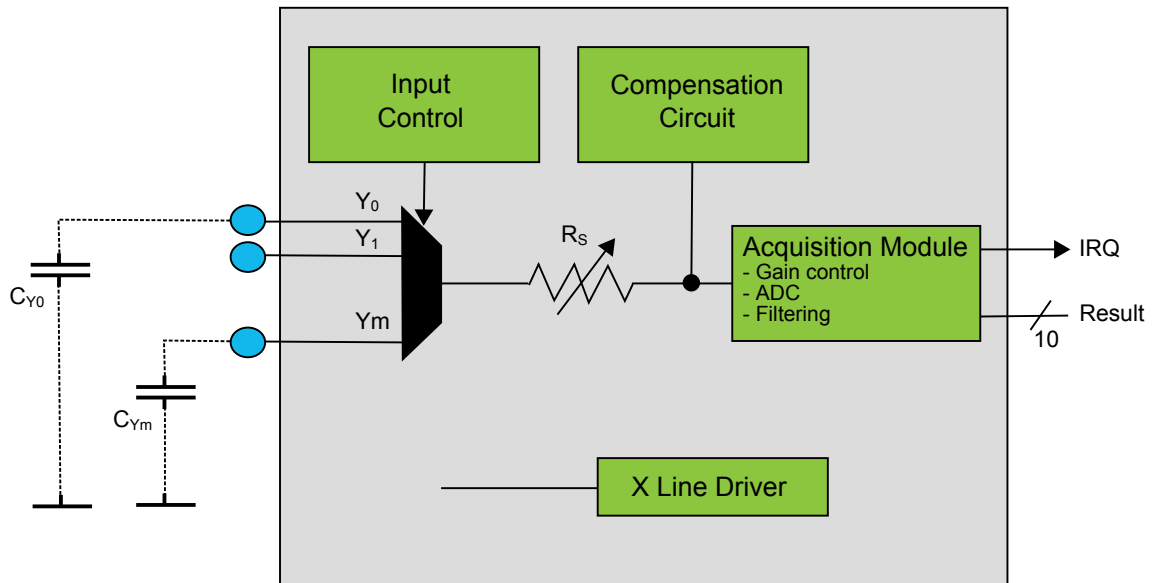 Input
Control
Compensation
Circuit
Y0
Y1
Ym
RS
Acquisition Module
- Gain control
- ADC
- Filtering
IRQ
Result
10
CY0
CYm
X Line Driver